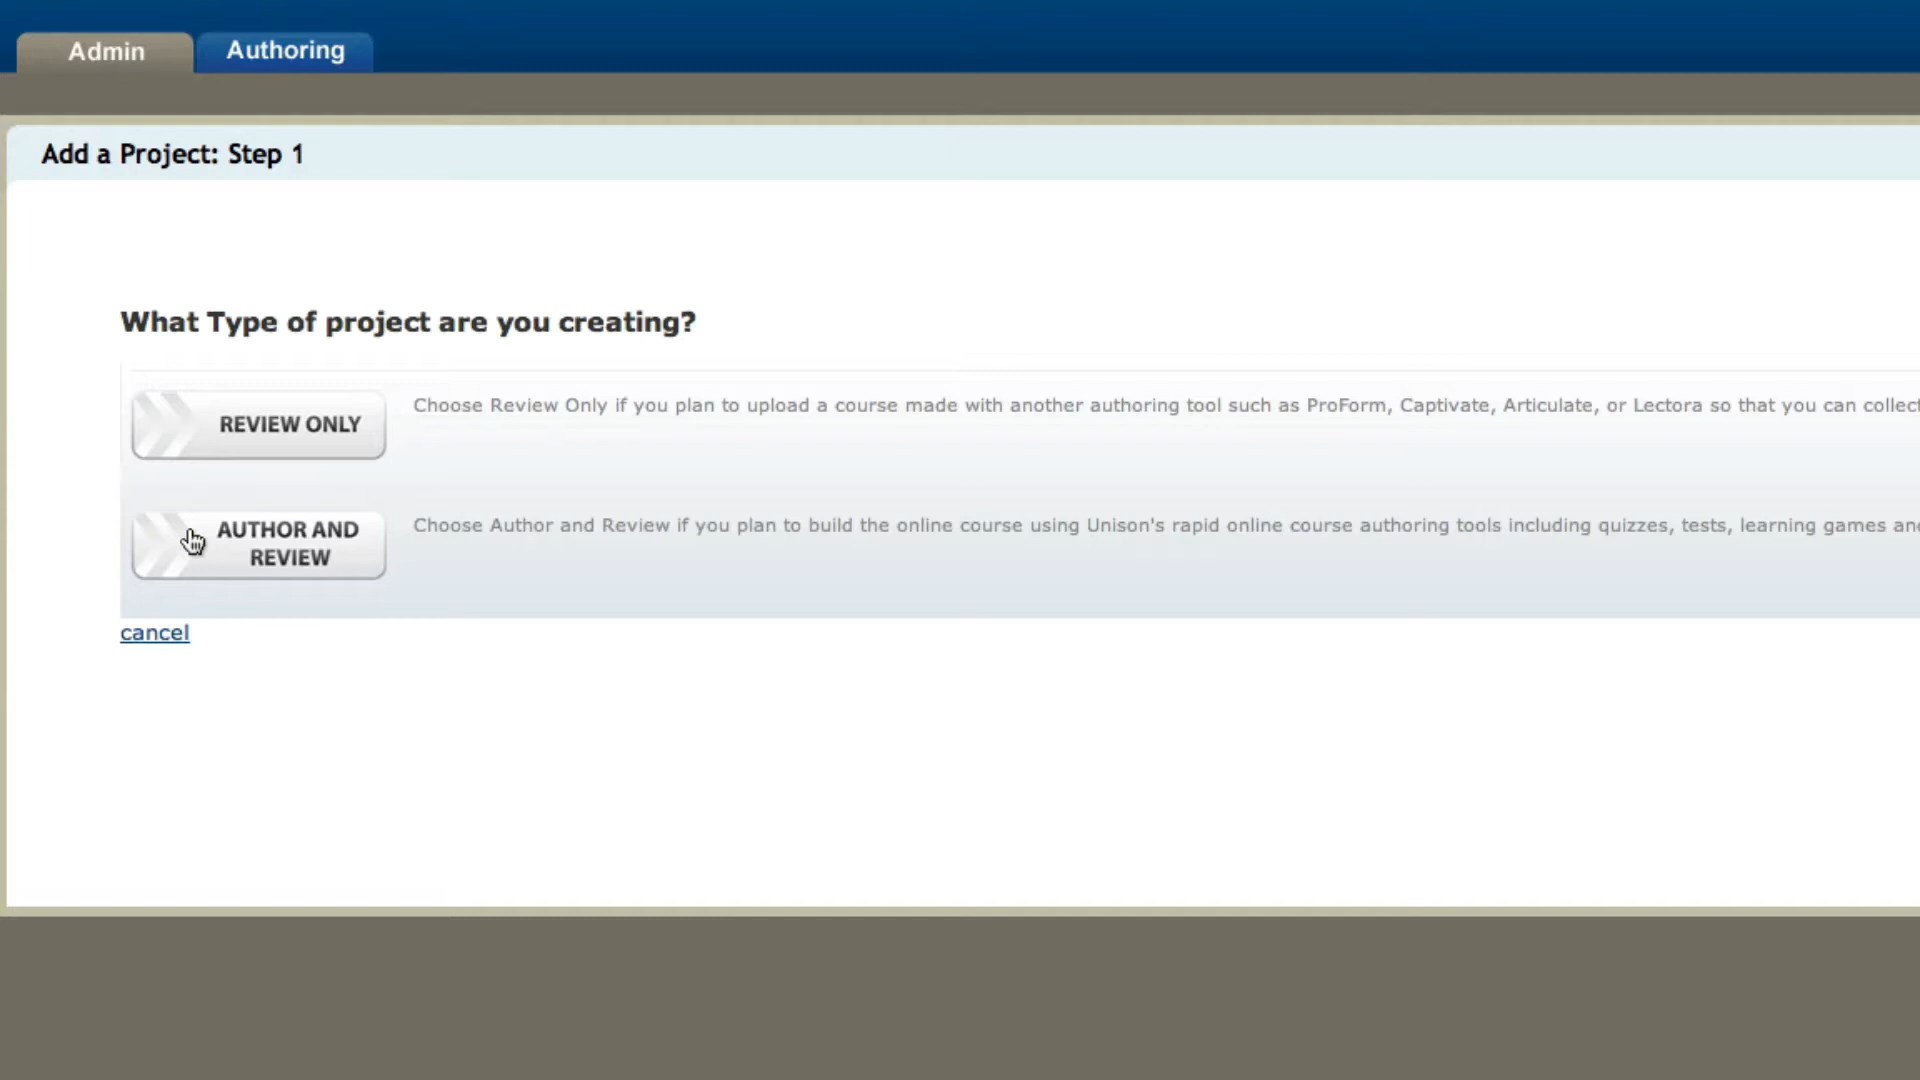 Admin
Authoring
Add a Project: Step 1
What Type of project are you creating?
REVIEW ONLY
Choose Review Only if you plan to upload a course made with another authoring tool such as ProForm, Captivate, Articulate, or Lectora so that you can collect
AUTHOR AND
REVIEW
Choose Author and Review if you plan to build the online course using Unison's rapid online course authoring tools including quizzes, tests, learning games
cancel